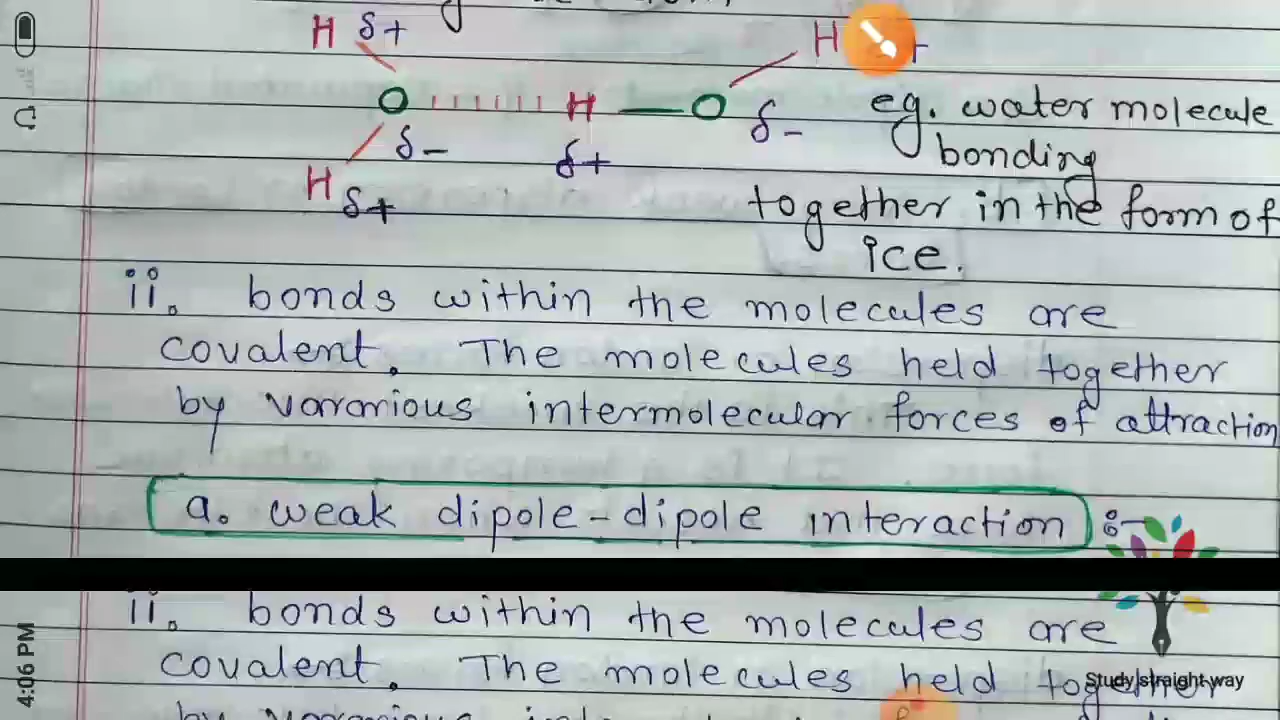 H δ+
H
O H O
eg. water molecule
δ- δ-
δ+
bonding
H δ+
together in the form of
ice.
ii. bonds within the molecules are
covalent. The molecules held together
by vararious intermolecular forces of attraction
a. weak dipole-dipole interaction :-
ii. bonds within the molecules are
covalent. The molecules held together
Study straight way
4:06 PM